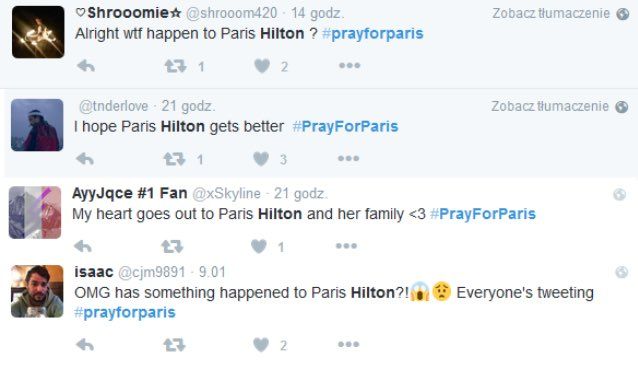 ♡Shrooomie☆ @shrooom420 · 14 godz.
Zobacz tłumaczenie
Alright wtf happen to Paris Hilton ? #prayforparis
1 2
@tnderlove · 21 godz.
Zobacz tłumaczenie
I hope Paris Hilton gets better #PrayForParis
1 3
AyyJqce #1 Fan @xSkyline · 21 godz.
My heart goes out to Paris Hilton and her family <3 #PrayForParis
1
isaac @cjm9891 · 9.01
OMG has something happened to Paris Hilton?!😱😟 Everyone's tweeting
#prayforparis
2